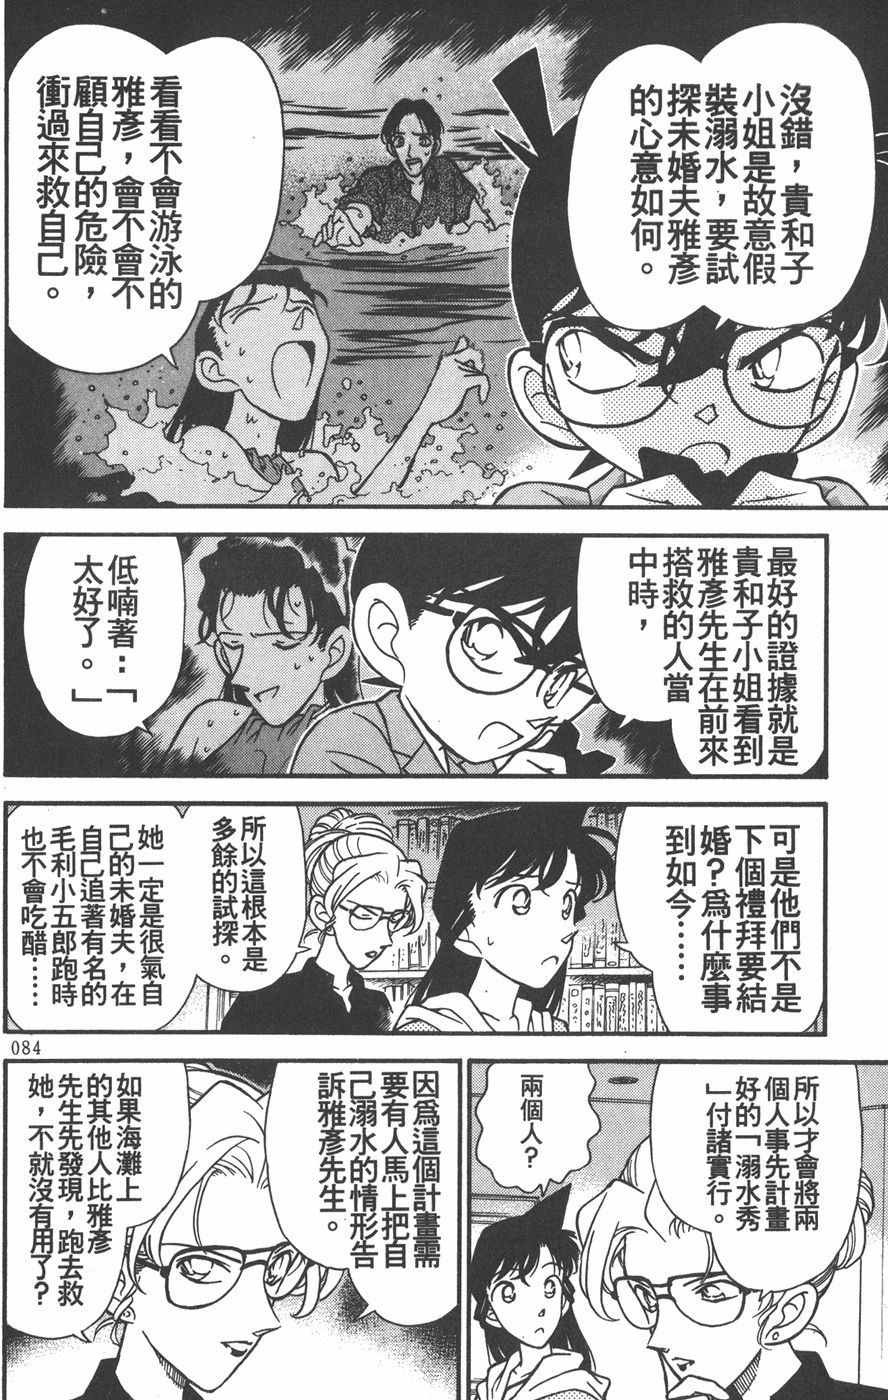 沒錯，貴和子
小姐是故意假
裝溺水，要試
探未婚夫雅彥
的心意如何。
看看不會游泳的
雅彥，會不會不
顧自己的危險，
衝過來救自己。
最好的證據就是
貴和子小姐看到
雅彥先生在前來
搭救的人當
中時，
低喃著：「
太好了。」
可是他們不是
下個禮拜要結
婚？爲什麼事
到如今……
所以這根本是
多餘的試探。
她一定是很氣自
己的未婚夫，在
自己追著有名的
毛利小五郎跑時
也不會吃醋……
084
所以才會將兩
個人事先計畫
好的「溺水秀
」付諸實行。
兩個人？
因爲這個計畫需
要有人馬上把自
己溺水的情形告
訴雅彥先生。
如果海灘上
的其他人比雅彥
先生先發現，跑去救
她，不就沒有用了？